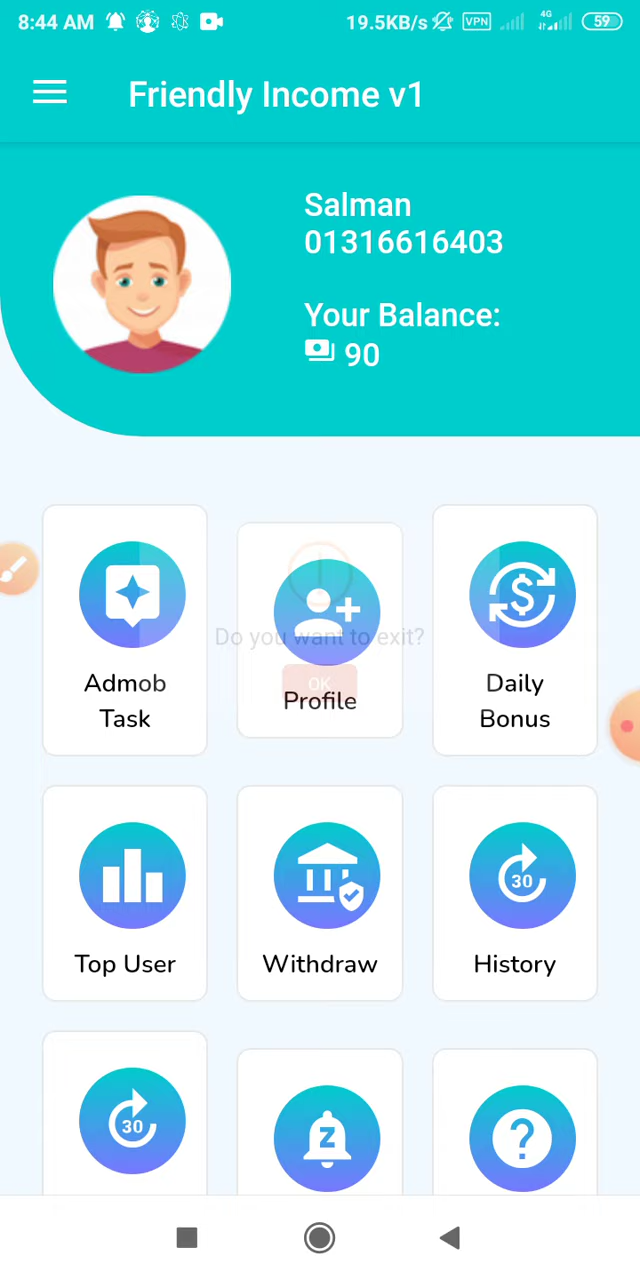 8:44 AM 19.5KB/s VPN 4G 59
Friendly Income v1
Salman
01316616403
Your Balance:
90
Admob
Task
Do you want to exit?
OK
Profile
Daily
Bonus
Top User
Withdraw
30
History
30
Z
?